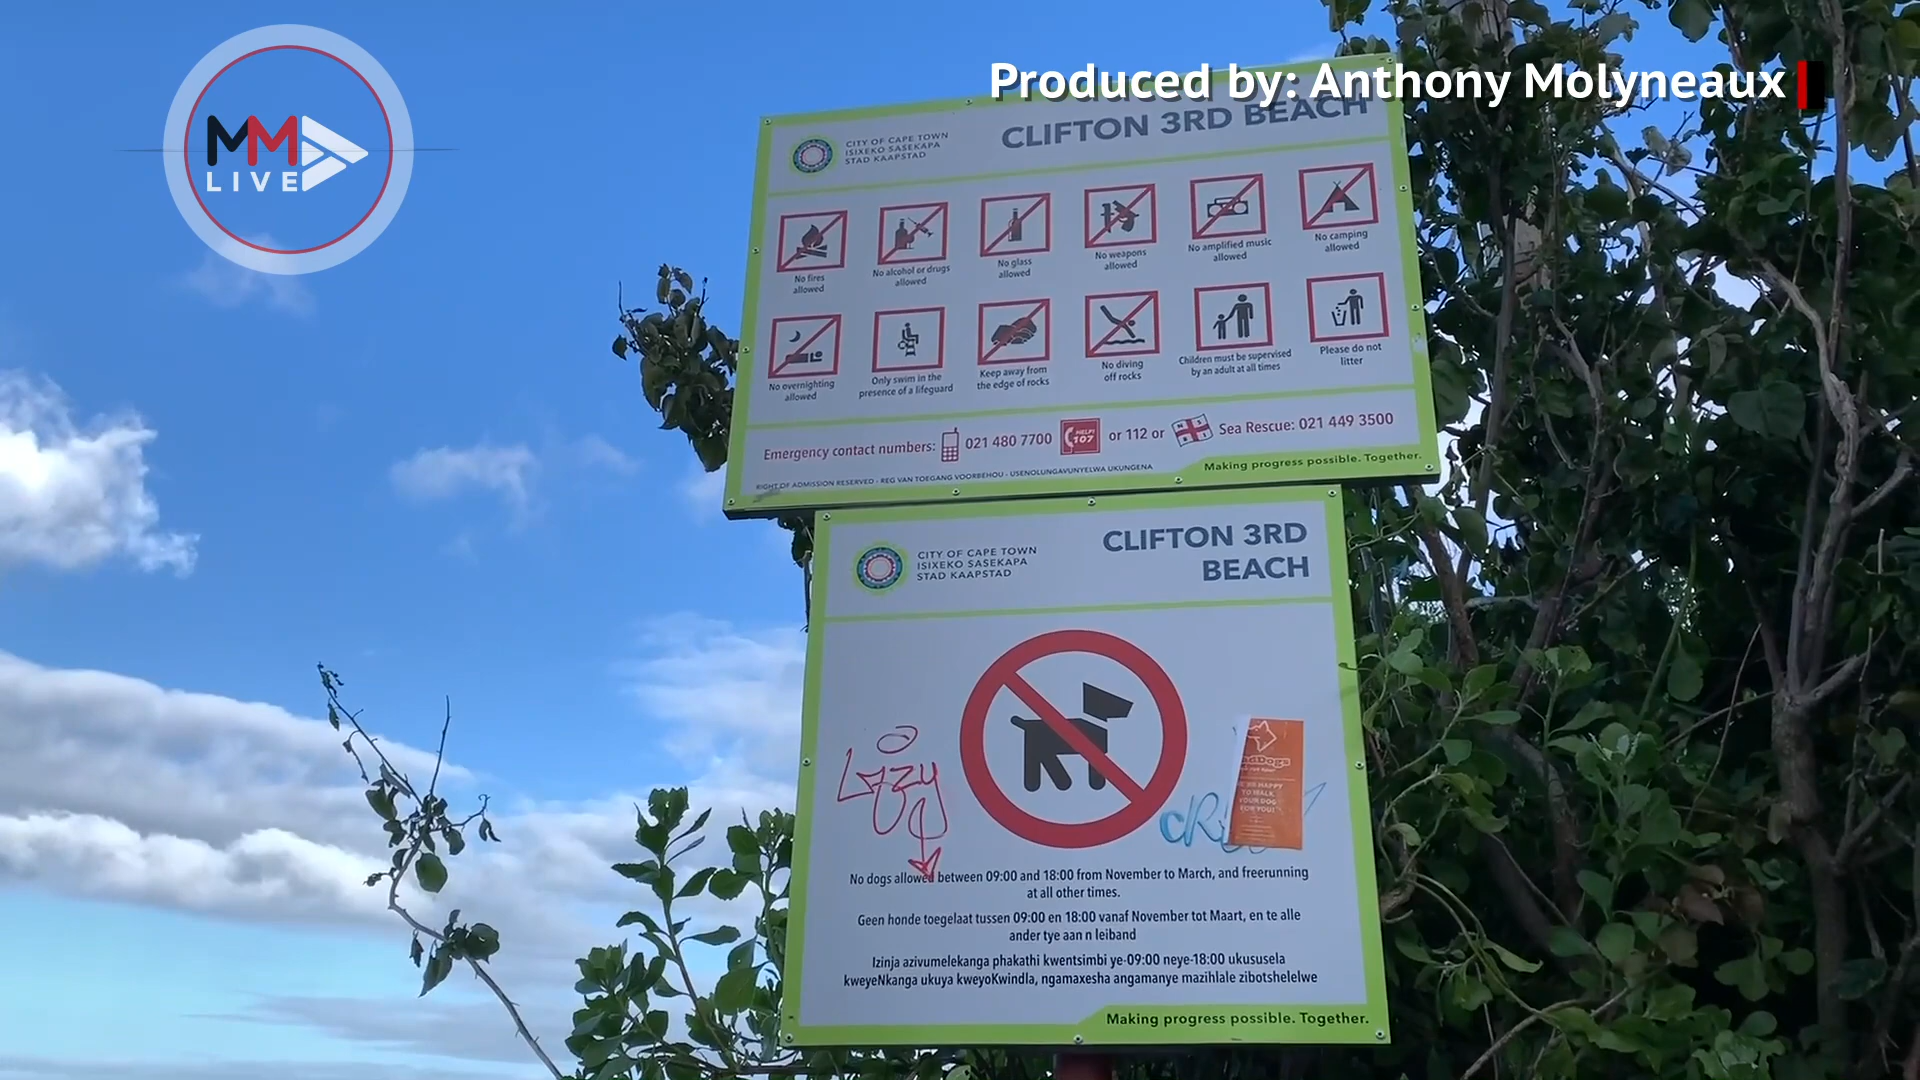 MM
LIVE
Produced by: Anthony Molyneaux
CITY OF CAPE TOWN
ISIXEKO SASEKAPA
STAD KAAPSTAD
CLIFTON 3RD BEACH
No fires
allowed
No alcohol or drugs
allowed
No glass
allowed
No weapons
allowed
No amplified music
allowed
No camping
allowed
No overnighting
allowed
Only swim in the
presence of a lifeguard
Keep away from
the edge of rocks
No diving
off rocks
Children must be supervised
by an adult at all times
Please do not
litter
Emergency contact numbers: 021 480 7700 HELP! 107 or 112 or NSRI Sea Rescue: 021 449 3500
RIGHT OF ADMISSION RESERVED - REG VAN TOEGANG VOORBEHOU - USENOLUNGAVUNYELWA UKUNGENA
Making progress possible. Together.
CITY OF CAPE TOWN
ISIXEKO SASEKAPA
STAD KAAPSTAD
CLIFTON 3RD
BEACH
Lazy
TO WALK
YOUR DOG
FOR YOU!
No dogs allowed between 09:00 and 18:00 from November to March, and freerunning
at all other times.
Geen honde toegelaat tussen 09:00 en 18:00 vanaf November tot Maart, en te alle
ander tye aan n leiband
Izinja azivumelekanga phakathi kwentsimbi ye-09:00 neye-18:00 ukususela
kweyeNkanga ukuya kweyoKwindla, ngamaxesha angamanye mazihlale zibotshelelwe
Making progress possible. Together.